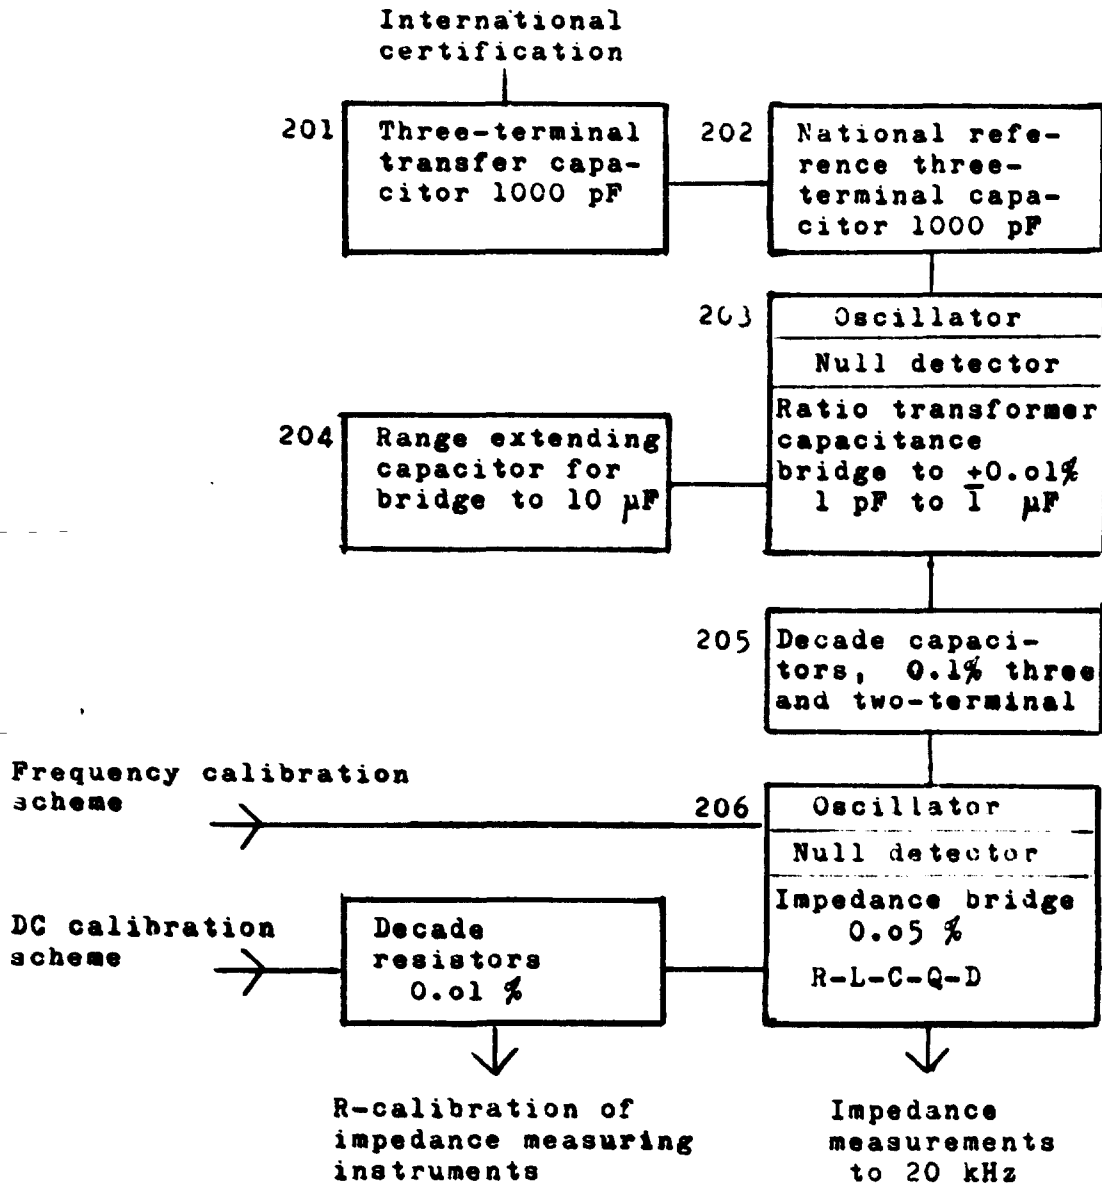 International
certification
201
Three-terminal
transfer capa-
citor 1000 pF
202
National refe-
rence three-
terminal capa-
citor 1000 pF
203
Oscillator
Null detector
Ratio transformer
capacitance
bridge to ±0.01%
1 pF to 1 μF
204
Range extending
capacitor for
bridge to 10 μF
205
Decade capaci-
tors, 0.1% three
and two-terminal
Frequency calibration
scheme
206
Oscillator
Null detector
Impedance bridge
0.05 %
R-L-C-Q-D
DC calibration
scheme
Decade
resistors
0.01 %
R-calibration of
impedance measuring
instruments
Impedance
measurements
to 20 kHz